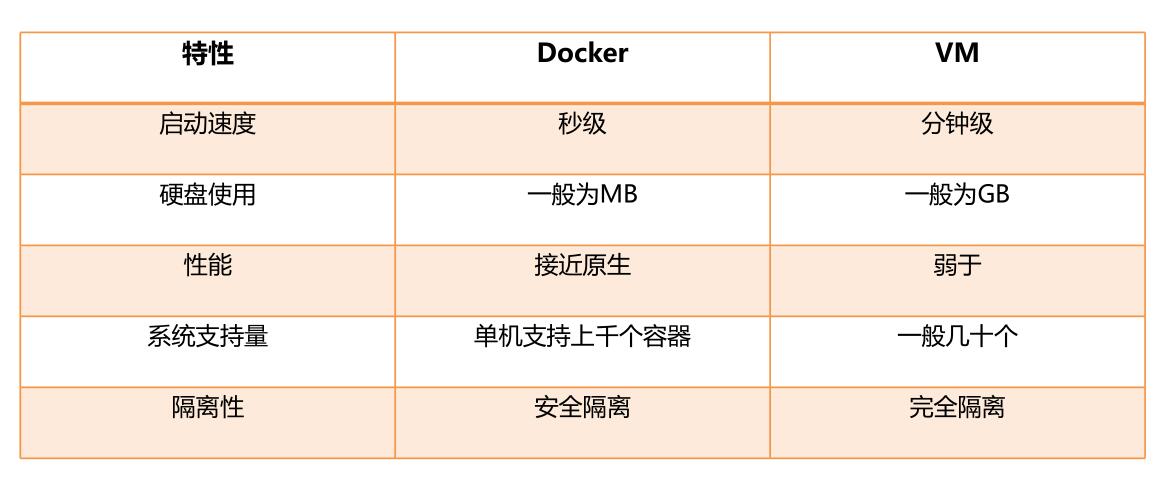 特性 Docker VM
启动速度 秒级 分钟级
硬盘使用 一般为MB 一般为GB
性能 接近原生 弱于
系统支持量 单机支持上千个容器 一般几十个
隔离性 安全隔离 完全隔离